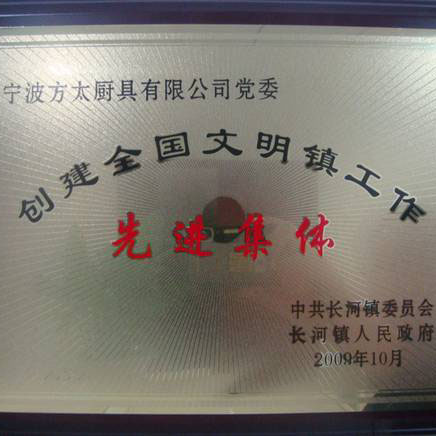 宁波方太厨具有限公司党委
创建全国文明镇工作
先进集体
中共长河镇委员会
长河镇人民政府
2009年10月